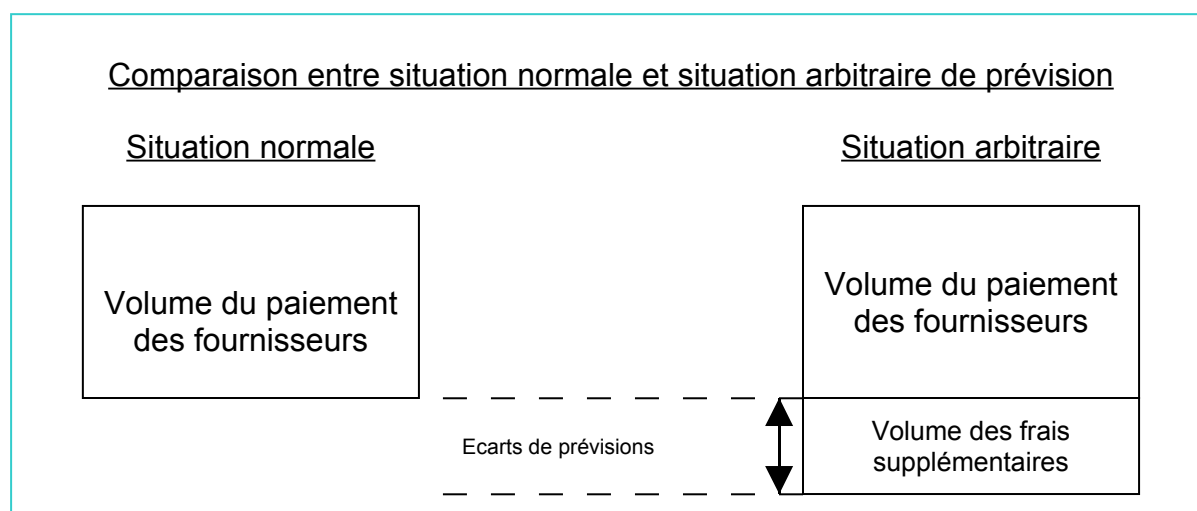 Comparaison entre situation normale et situation arbitraire de prévision
Situation normale
Situation arbitraire
Volume du paiement
des fournisseurs
Volume du paiement
des fournisseurs
Ecarts de prévisions
Volume des frais
supplémentaires